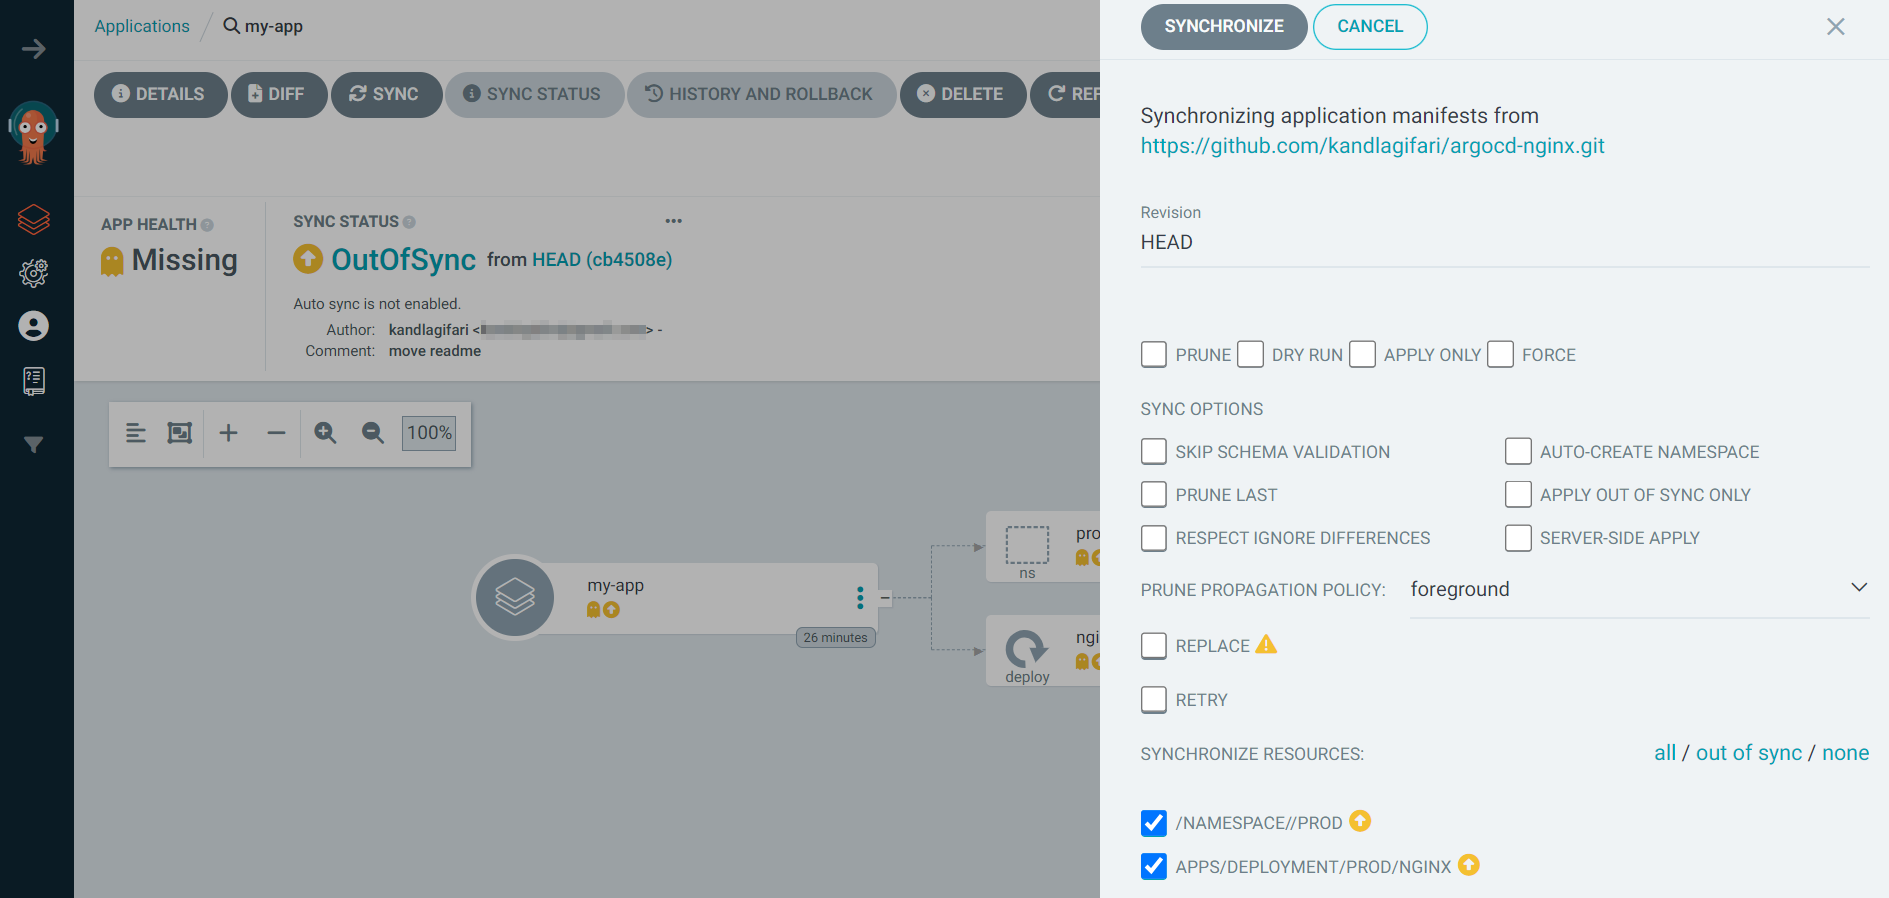 Applications / my-app
DETAILS DIFF SYNC SYNC STATUS HISTORY AND ROLLBACK DELETE
APP HEALTH
Missing
SYNC STATUS
OutOfSync from HEAD (cb4508e)
Auto sync is not enabled.
Author: kandlagifari < > -
Comment: move readme
100%
my-app
26 minutes
ns
deploy
SYNCHRONIZE CANCEL
Synchronizing application manifests from
https://github.com/kandlagifari/argocd-nginx.git
Revision
HEAD
PRUNE DRY RUN APPLY ONLY FORCE
SYNC OPTIONS
SKIP SCHEMA VALIDATION AUTO-CREATE NAMESPACE
PRUNE LAST APPLY OUT OF SYNC ONLY
RESPECT IGNORE DIFFERENCES SERVER-SIDE APPLY
PRUNE PROPAGATION POLICY: foreground
REPLACE
RETRY
SYNCHRONIZE RESOURCES: all / out of sync / none
/NAMESPACE//PROD
APPS/DEPLOYMENT/PROD/NGINX